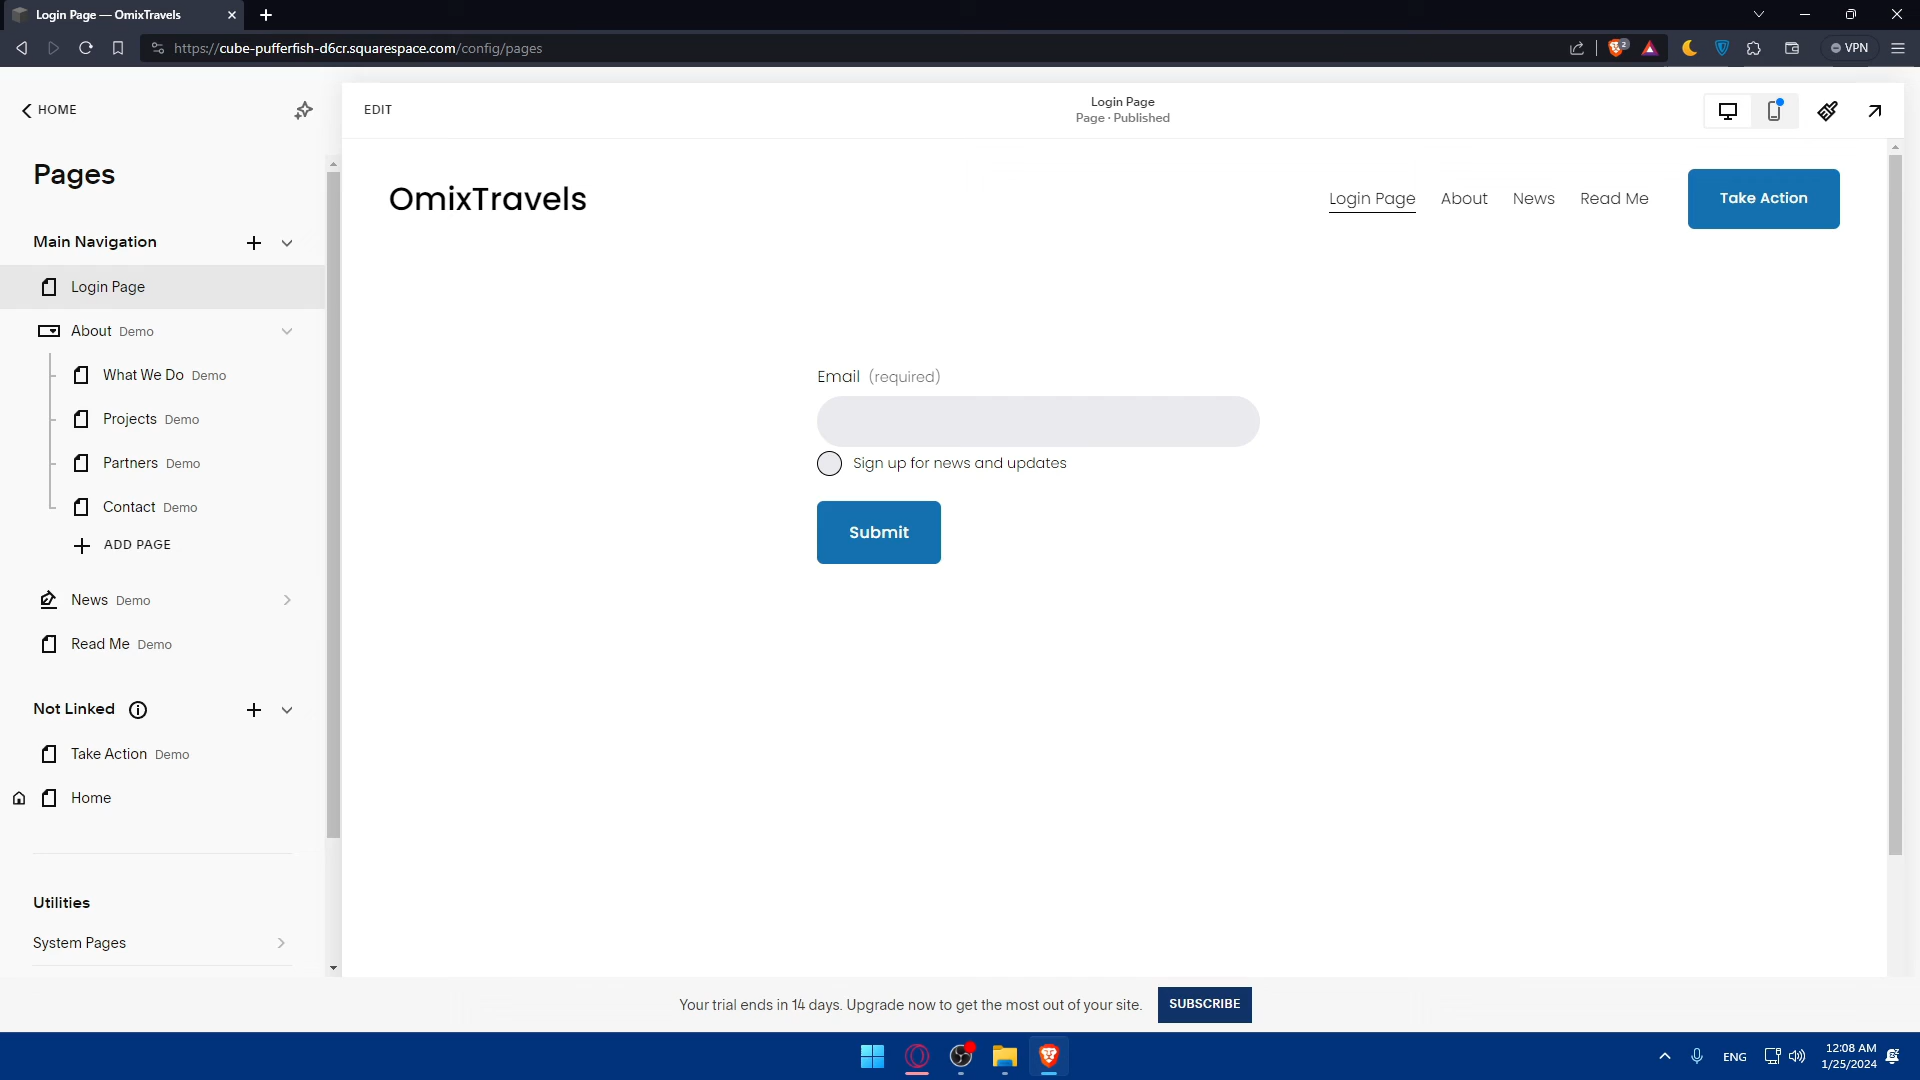 Login Page — OmixTravels
https://cube-pufferfish-d6cr.squarespace.com/config/pages
2
VPN
HOME
EDIT
Login Page
Page · Published
Pages
OmixTravels
Login Page
About
News
Read Me
Take Action
Main Navigation
Login Page
About Demo
What We Do Demo
Projects Demo
Partners Demo
Contact Demo
ADD PAGE
News Demo
Read Me Demo
Not Linked
Take Action Demo
Home
Utilities
System Pages
Email (required)
Sign up for news and updates
Submit
Your trial ends in 14 days. Upgrade now to get the most out of your site.
SUBSCRIBE
ENG
12:08 AM
1/25/2024